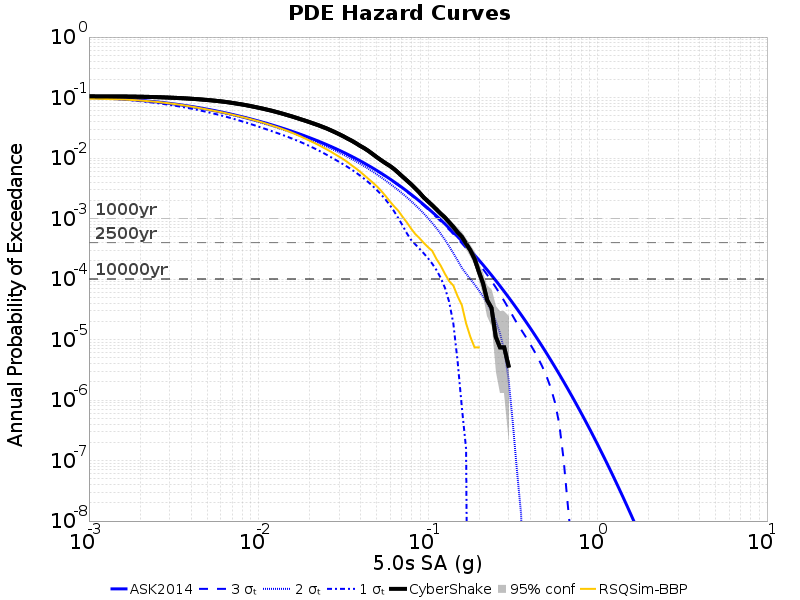 PDE Hazard Curves
Annual Probability of Exceedance
10^0
10^-1
10^-2
10^-3
10^-4
10^-5
10^-6
10^-7
10^-8
1000yr
2500yr
10000yr
10^-3 10^-2 10^-1 10^0 10^1
5.0s SA (g)
ASK2014 3 σₜ 2 σₜ 1 σₜ CyberShake 95% conf RSQSim-BBP